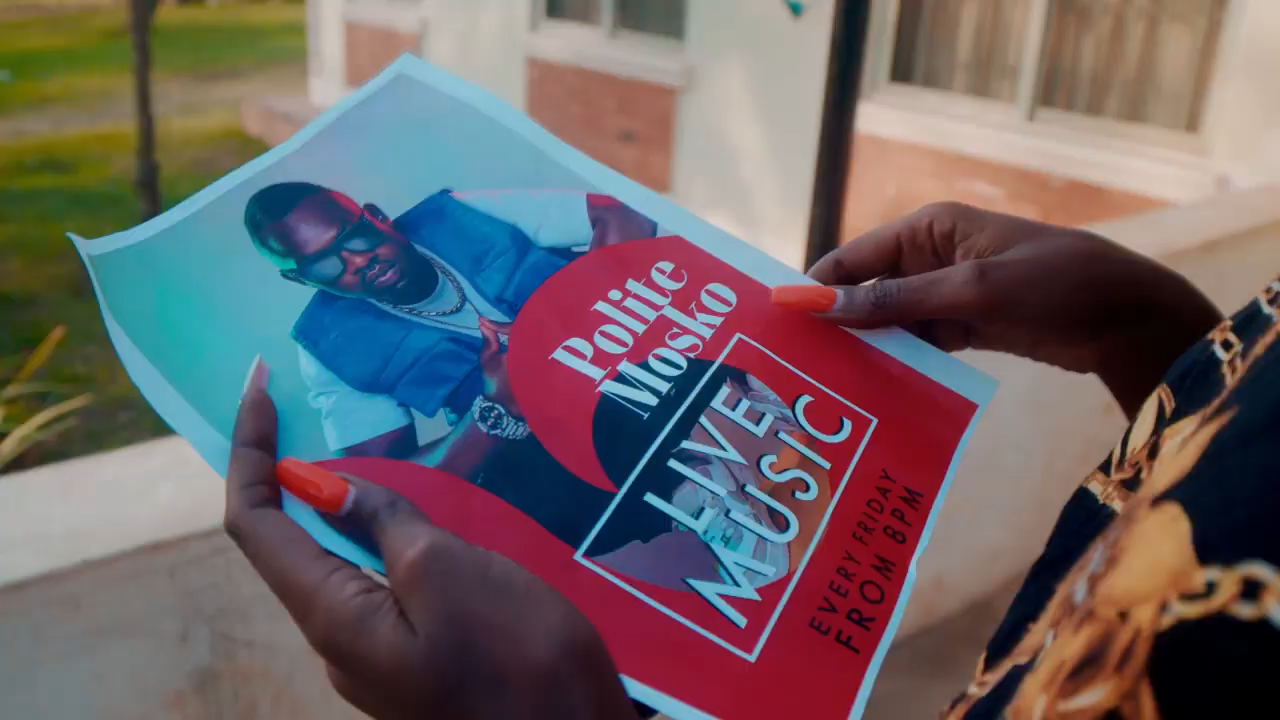 Polite
Mosko
LIVE
MUSIC
EVERY FRIDAY
FROM 8PM